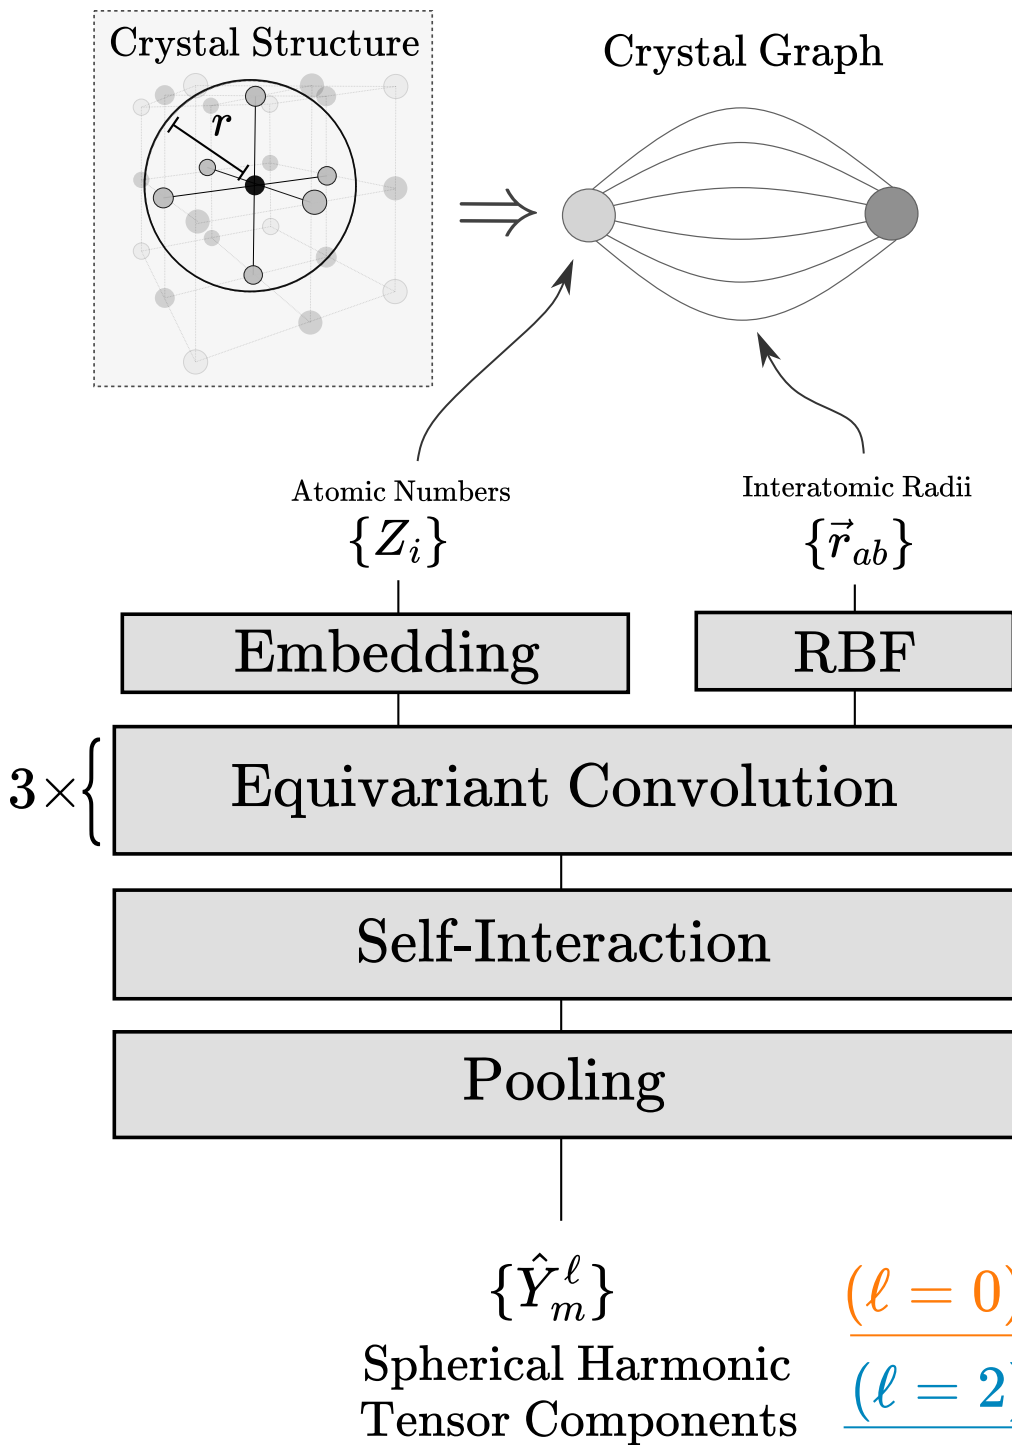 Crystal Structure
Crystal Graph
r
Atomic Numbers
{Z_i}
Interatomic Radii
{\vec{r}_{ab}}
Embedding
RBF
3×{
Equivariant Convolution
Self-Interaction
Pooling
{\hat{Y}_m^ℓ}
(ℓ = 0)
Spherical Harmonic
Tensor Components
(ℓ = 2)